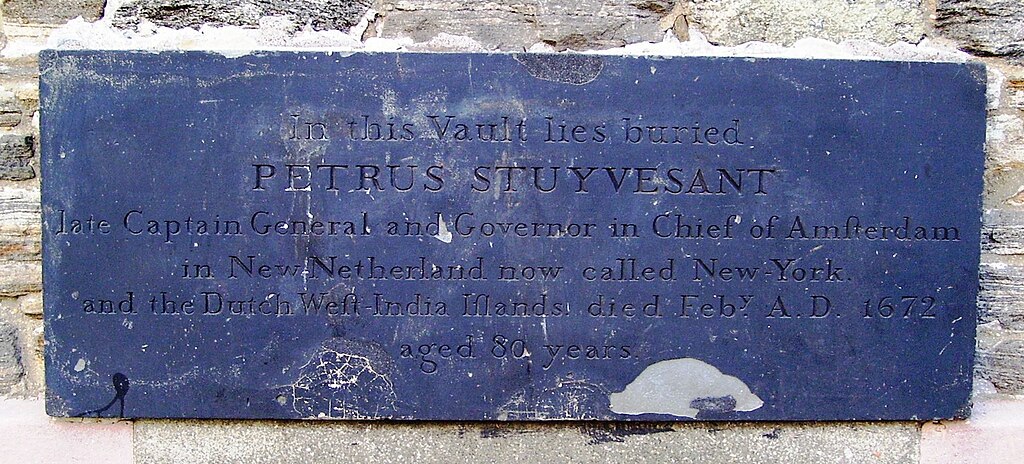 In this Vault lies buried
PETRUS STUYVESANT
late Captain General and Governor in Chief of Amſterdam
in New-Netherland now called New-York.
and the Dutch Weſt-India Iſlands. died Febʸ. A.D. 1672
aged 80 years.